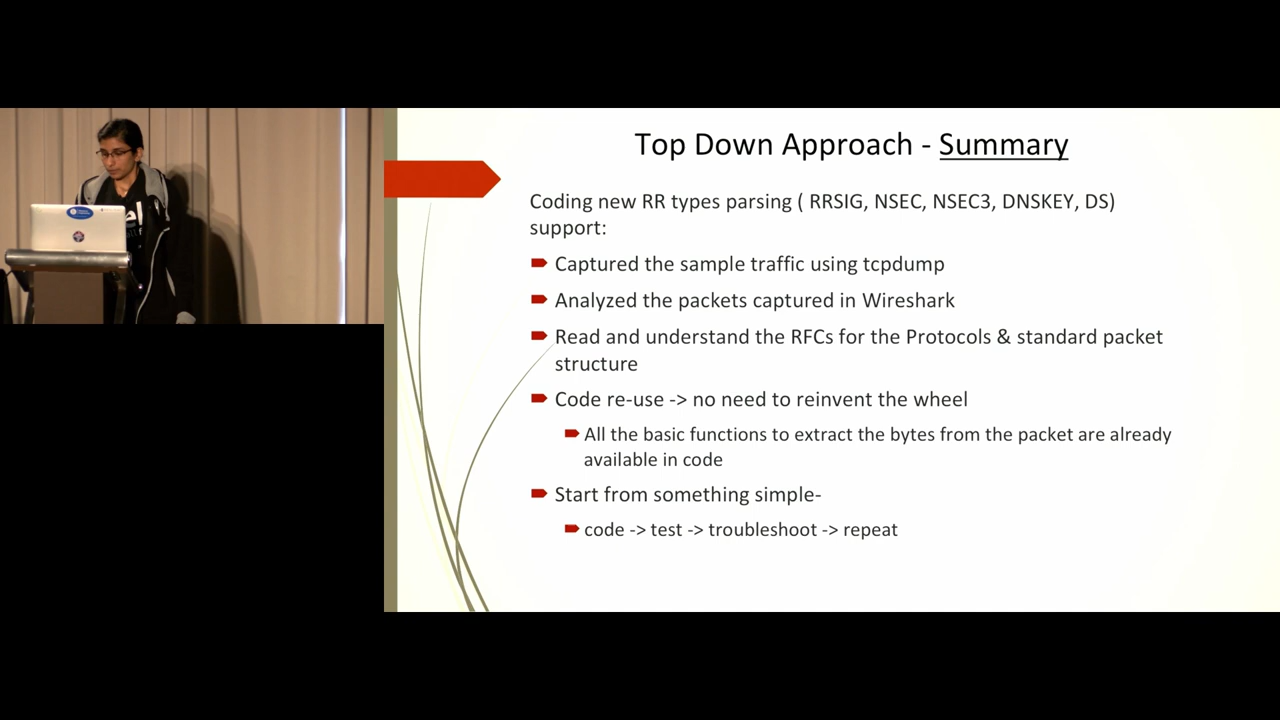 Top Down Approach - Summary
Coding new RR types parsing ( RRSIG, NSEC, NSEC3, DNSKEY, DS)
support:
Captured the sample traffic using tcpdump
Analyzed the packets captured in Wireshark
Read and understand the RFCs for the Protocols & standard packet
structure
Code re-use -> no need to reinvent the wheel
All the basic functions to extract the bytes from the packet are already
available in code
Start from something simple-
code -> test -> troubleshoot -> repeat